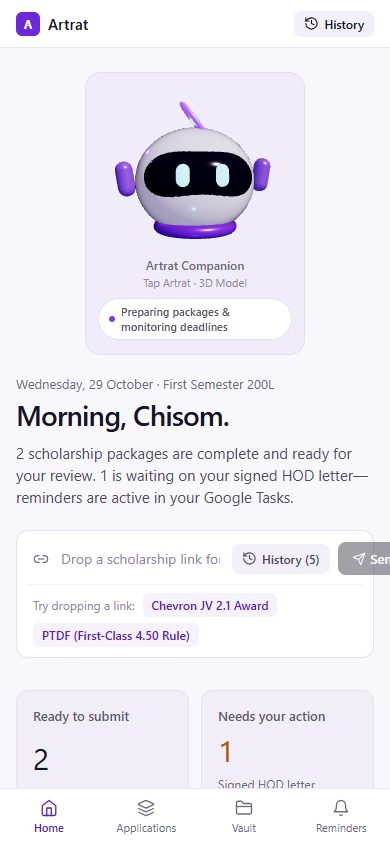 A Artrat
History
Artrat Companion
Tap Artrat · 3D Model
Preparing packages &
monitoring deadlines
Wednesday, 29 October · First Semester 200L
Morning, Chisom.
2 scholarship packages are complete and ready for
your review. 1 is waiting on your signed HOD letter—
reminders are active in your Google Tasks.
Drop a scholarship link for
History (5)
Try dropping a link:
Chevron JV 2.1 Award
PTDF (First-Class 4.50 Rule)
Ready to submit
2
Needs your action
1
Signed HOD letter
Home
Applications
Vault
Reminders